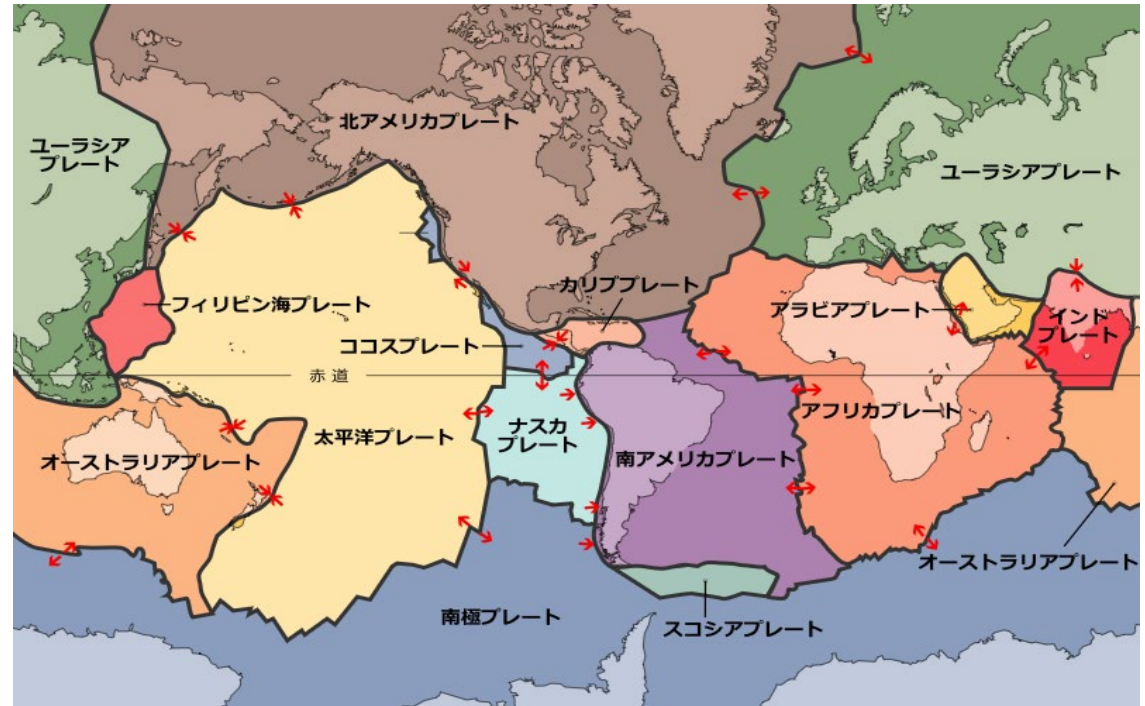 北アメリカプレート
ユーラシア
プレート
ユーラシアプレート
フィリピン海プレート
カリブプレート
アラビアプレート
インド
プレート
ココスプレート
赤道
ナスカ
プレート
アフリカプレート
太平洋プレート
オーストラリアプレート
南アメリカプレート
オーストラリアプレート
南極プレート
スコシアプレート